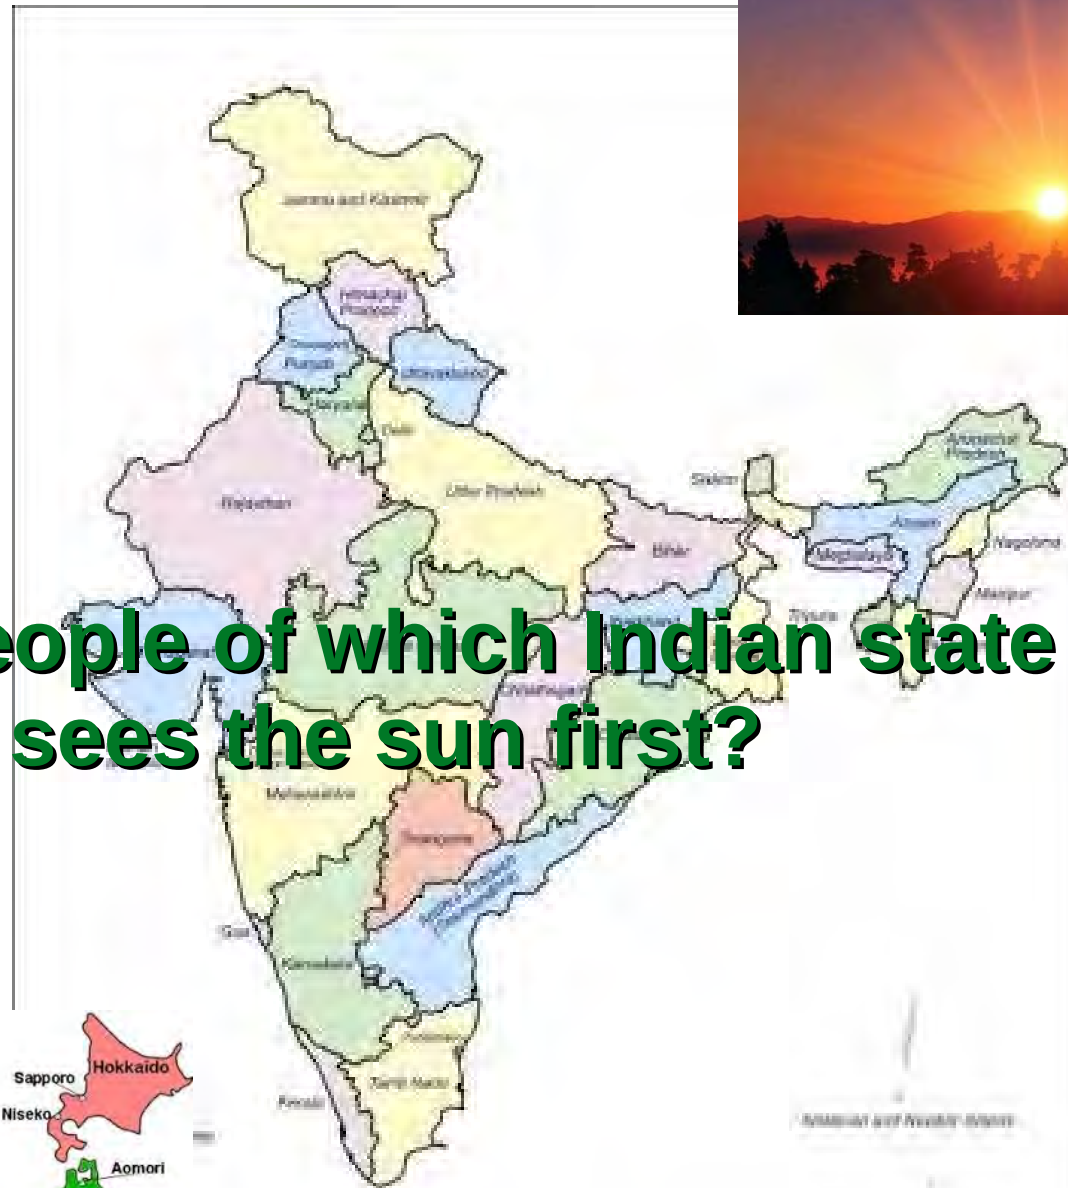 Jammu and Kashmir
Himachal
Pradesh
Punjab
Uttarakhand
Haryana
Delhi
Arunachal
Pradesh
Sikkim
Uttar Pradesh
Rajasthan
Assam
Nagaland
Bihar
Meghalaya
Manipur
Tripura
eople of which Indian state
sees the sun first?
Chhattisgarh
Maharashtra
Telangana
Andhra Pradesh
Goa
Karnataka
Tamil Nadu
Kerala
Andaman and Nicobar Islands
Hokkaido
Sapporo
Niseko
Aomori